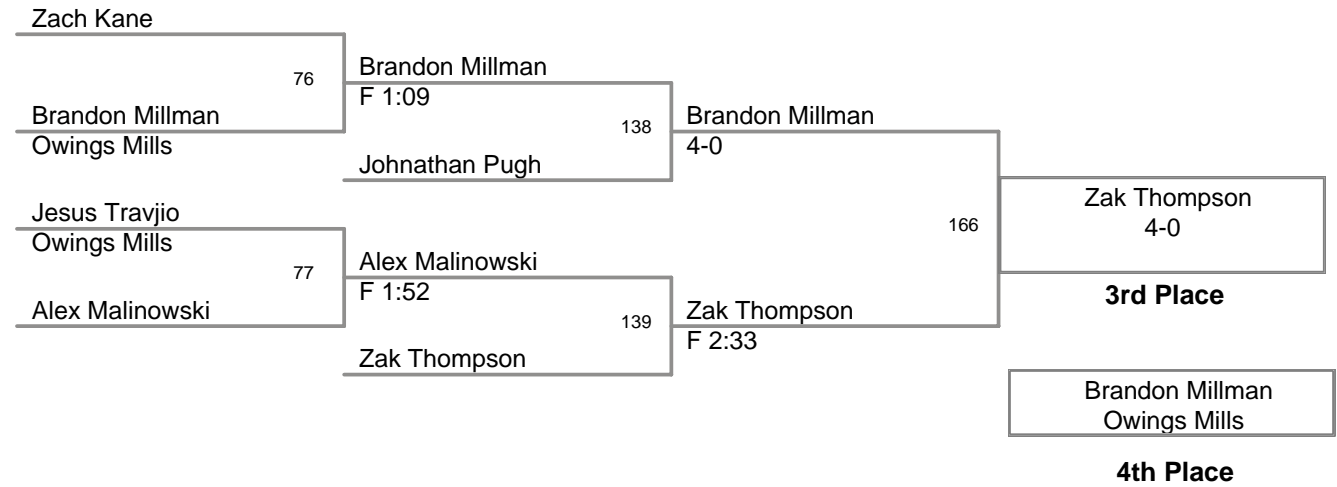 Zach Kane
76
Brandon Millman
Owings Mills
Brandon Millman
F 1:09
138
Johnathan Pugh
Brandon Millman
4-0
Jesus Travjio
Owings Mills
77
Alex Malinowski
Alex Malinowski
F 1:52
139
Zak Thompson
Zak Thompson
F 2:33
166
Zak Thompson
4-0
3rd Place
Brandon Millman
Owings Mills
4th Place